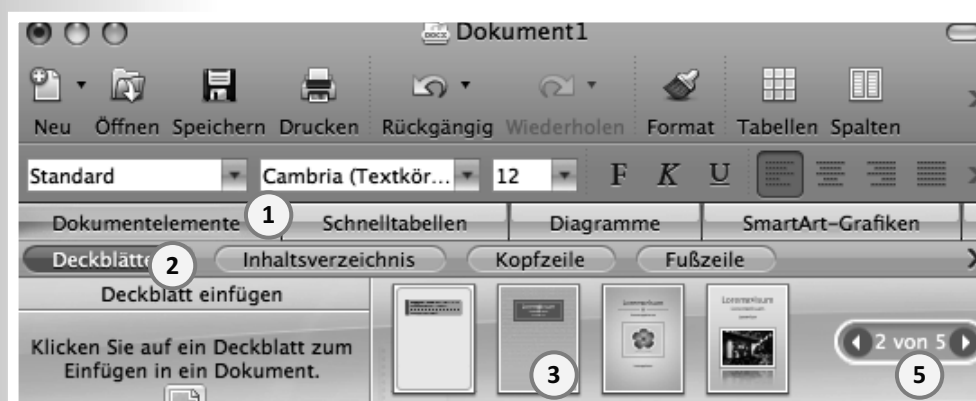 Dokument1
Neu Öffnen Speichern Drucken Rückgängig Wiederholen Format Tabellen Spalten
Standard Cambria (Textkör... 12 F K U
Dokumentelemente 1 Schnelltabellen Diagramme SmartArt-Grafiken
Deckblätte 2 Inhaltsverzeichnis Kopfzeile Fußzeile
Deckblatt einfügen
Klicken Sie auf ein Deckblatt zum
Einfügen in ein Dokument.
2 von 5
3 5